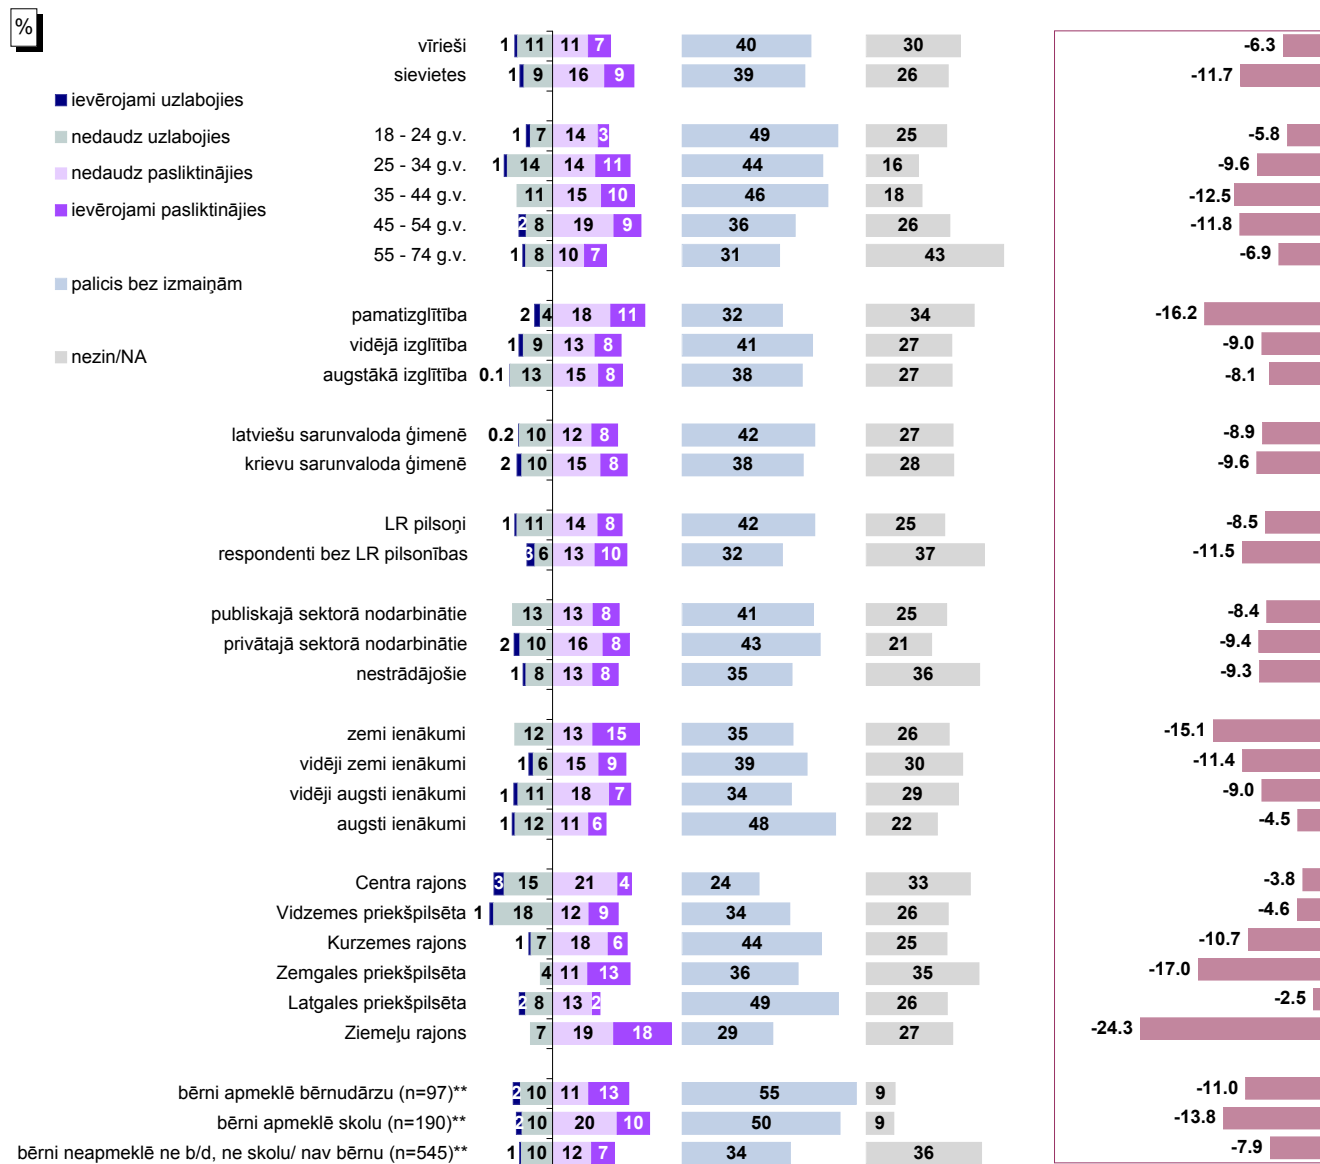 %
ievērojami uzlabojies
nedaudz uzlabojies
nedaudz pasliktinājies
ievērojami pasliktinājies
palicis bez izmaiņām
nezin/NA
vīrieši 1 11 11 7 40 30 -6.3
sievietes 1 9 16 9 39 26 -11.7
18 - 24 g.v. 1 7 14 3 49 25 -5.8
25 - 34 g.v. 1 14 14 11 44 16 -9.6
35 - 44 g.v. 11 15 10 46 18 -12.5
45 - 54 g.v. 2 8 19 9 36 26 -11.8
55 - 74 g.v. 1 8 10 7 31 43 -6.9
pamatizglītība 2 4 18 11 32 34 -16.2
vidējā izglītība 1 9 13 8 41 27 -9.0
augstākā izglītība 0.1 13 15 8 38 27 -8.1
latviešu sarunvaloda ģimenē 0.2 10 12 8 42 27 -8.9
krievu sarunvaloda ģimenē 2 10 15 8 38 28 -9.6
LR pilsoņi 1 11 14 8 42 25 -8.5
respondenti bez LR pilsonības 3 6 13 10 32 37 -11.5
publiskajā sektorā nodarbinātie 13 13 8 41 25 -8.4
privātajā sektorā nodarbinātie 2 10 16 8 43 21 -9.4
nestrādājošie 1 8 13 8 35 36 -9.3
zemi ienākumi 12 13 15 35 26 -15.1
vidēji zemi ienākumi 1 6 15 9 39 30 -11.4
vidēji augsti ienākumi 1 11 18 7 34 29 -9.0
augsti ienākumi 1 12 11 6 48 22 -4.5
Centra rajons 3 15 21 4 24 33 -3.8
Vidzemes priekšpilsēta 1 18 12 9 34 26 -4.6
Kurzemes rajons 1 7 18 6 44 25 -10.7
Zemgales priekšpilsēta 4 11 13 36 35 -17.0
Latgales priekšpilsēta 2 8 13 2 49 26 -2.5
Ziemeļu rajons 7 19 18 29 27 -24.3
bērni apmeklē bērnudārzu (n=97)** 2 10 11 13 55 9 -11.0
bērni apmeklē skolu (n=190)** 2 10 20 10 50 9 -13.8
bērni neapmeklē ne b/d, ne skolu/ nav bērnu (n=545)** 1 10 12 7 34 36 -7.9